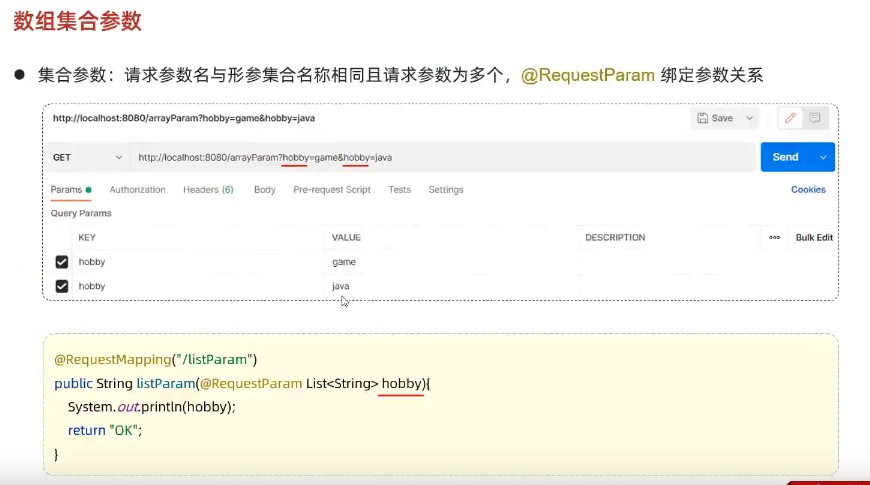 数组集合参数
● 集合参数：请求参数名与形参集合名称相同且请求参数为多个，@RequestParam 绑定参数关系
http://localhost:8080/arrayParam?hobby=game&hobby=java
Save
GET http://localhost:8080/arrayParam?hobby=game&hobby=java Send
Params Authorization Headers (6) Body Pre-request Script Tests Settings Cookies
Query Params
KEY VALUE DESCRIPTION ooo Bulk Edit
hobby game
hobby java
@RequestMapping("/listParam")
public String listParam(@RequestParam List<String> hobby){
System.out.println(hobby);
return "OK";
}